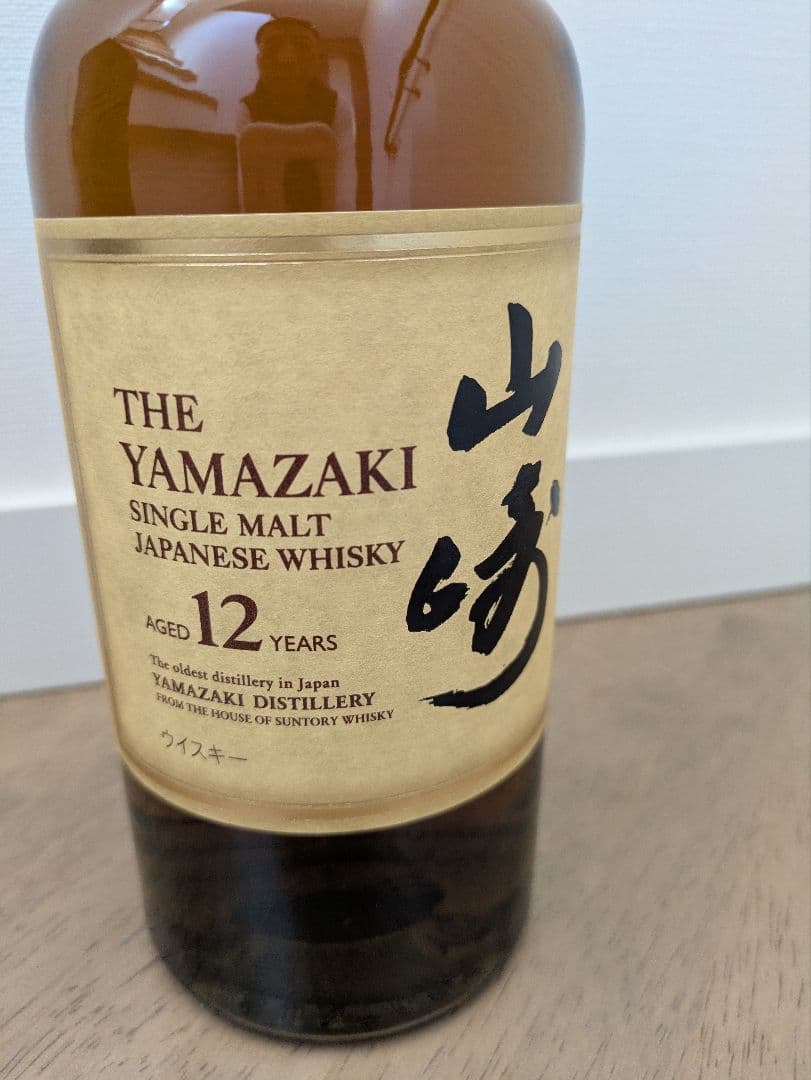 THE
YAMAZAKI
SINGLE MALT
JAPANESE WHISKY
AGED 12 YEARS
The oldest distillery in Japan
YAMAZAKI DISTILLERY
FROM THE HOUSE OF SUNTORY WHISKY
ウイスキー
山崎